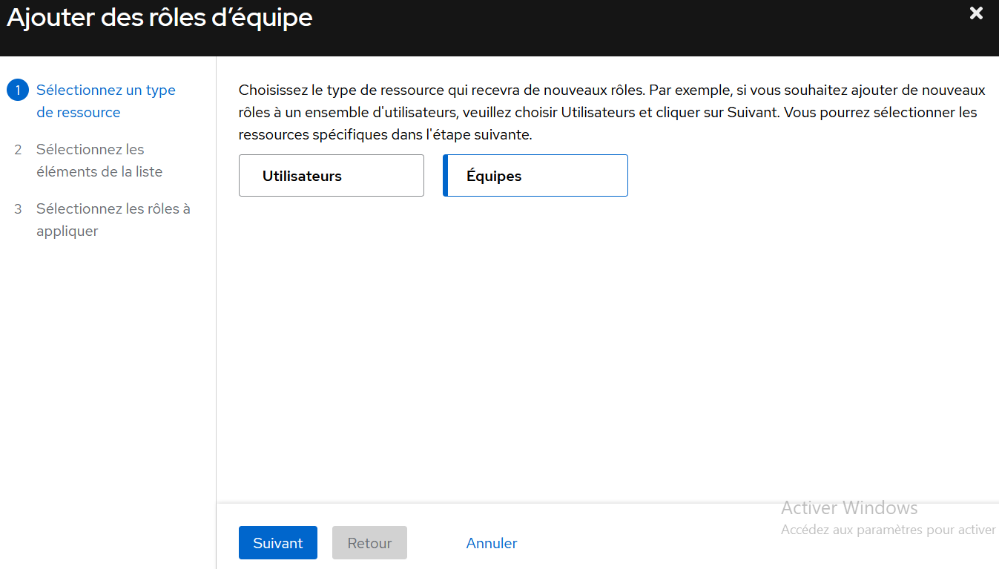 Ajouter des rôles d’équipe
1 Sélectionnez un type
de ressource
2 Sélectionnez les
éléments de la liste
3 Sélectionnez les rôles à
appliquer
Choisissez le type de ressource qui recevra de nouveaux rôles. Par exemple, si vous souhaitez ajouter de nouveaux
rôles à un ensemble d'utilisateurs, veuillez choisir Utilisateurs et cliquer sur Suivant. Vous pourrez sélectionner les
ressources spécifiques dans l'étape suivante.
Utilisateurs
Équipes
Activer Windows
Accédez aux paramètres pour activer
Suivant
Retour
Annuler